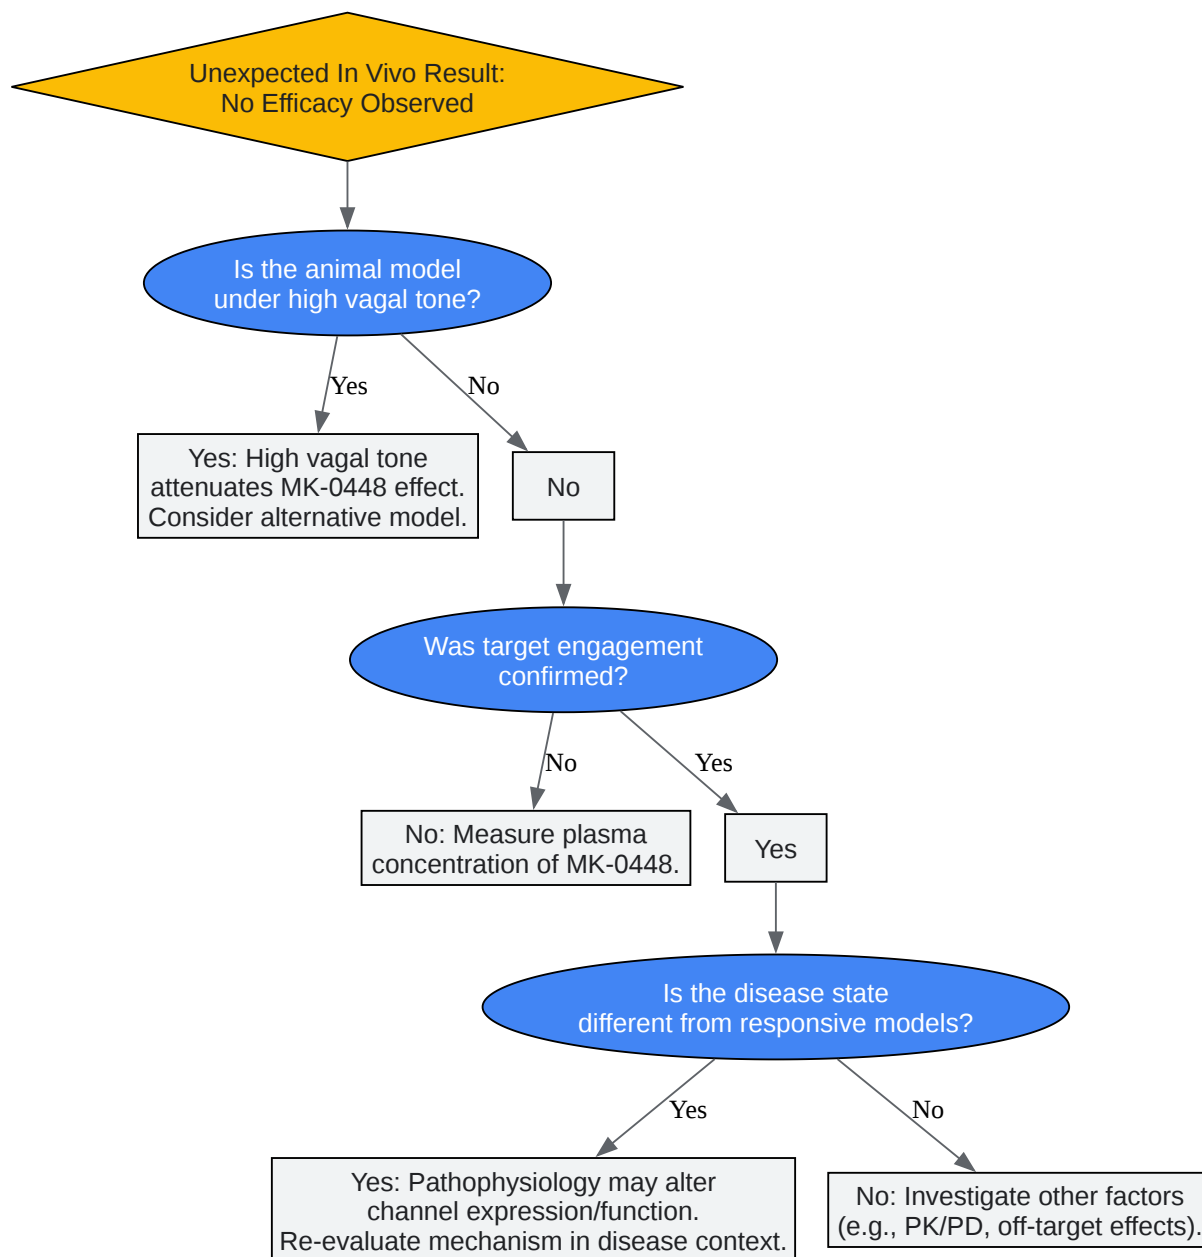 Unexpected In Vivo Result:
No Efficacy Observed
Is the animal model
under high vagal tone?
Yes
No
Yes: High vagal tone
attenuates MK-0448 effect.
Consider alternative model.
No
Was target engagement
confirmed?
No
Yes
No: Measure plasma
concentration of MK-0448.
Yes
Is the disease state
different from responsive models?
Yes
No
Yes: Pathophysiology may alter
channel expression/function.
Re-evaluate mechanism in disease context.
No: Investigate other factors
(e.g., PK/PD, off-target effects).